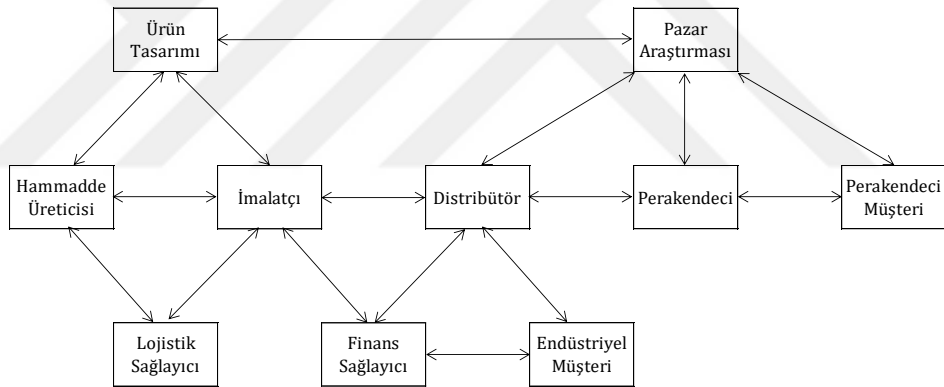 Ürün
Tasarımı
Pazar
Araştırması
Hammadde
Üreticisi
İmalatçı
Distribütör
Perakendeci
Perakendeci
Müşteri
Lojistik
Sağlayıcı
Finans
Sağlayıcı
Endüstriyel
Müşteri